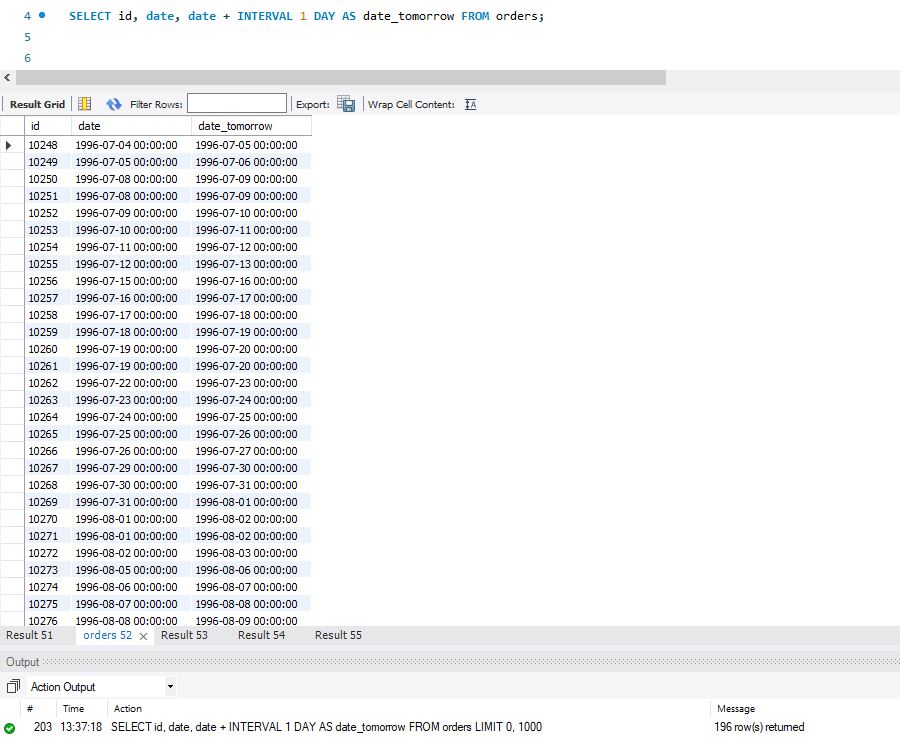 4 SELECT id, date, date + INTERVAL 1 DAY AS date_tomorrow FROM orders;
5
6
Result Grid Filter Rows: Export: Wrap Cell Content: IA
id date date_tomorrow
10248 1996-07-04 00:00:00 1996-07-05 00:00:00
10249 1996-07-05 00:00:00 1996-07-06 00:00:00
10250 1996-07-08 00:00:00 1996-07-09 00:00:00
10251 1996-07-08 00:00:00 1996-07-09 00:00:00
10252 1996-07-09 00:00:00 1996-07-10 00:00:00
10253 1996-07-10 00:00:00 1996-07-11 00:00:00
10254 1996-07-11 00:00:00 1996-07-12 00:00:00
10255 1996-07-12 00:00:00 1996-07-13 00:00:00
10256 1996-07-15 00:00:00 1996-07-16 00:00:00
10257 1996-07-16 00:00:00 1996-07-17 00:00:00
10258 1996-07-17 00:00:00 1996-07-18 00:00:00
10259 1996-07-18 00:00:00 1996-07-19 00:00:00
10260 1996-07-19 00:00:00 1996-07-20 00:00:00
10261 1996-07-19 00:00:00 1996-07-20 00:00:00
10262 1996-07-22 00:00:00 1996-07-23 00:00:00
10263 1996-07-23 00:00:00 1996-07-24 00:00:00
10264 1996-07-24 00:00:00 1996-07-25 00:00:00
10265 1996-07-25 00:00:00 1996-07-26 00:00:00
10266 1996-07-26 00:00:00 1996-07-27 00:00:00
10267 1996-07-29 00:00:00 1996-07-30 00:00:00
10268 1996-07-30 00:00:00 1996-07-31 00:00:00
10269 1996-07-31 00:00:00 1996-08-01 00:00:00
10270 1996-08-01 00:00:00 1996-08-02 00:00:00
10271 1996-08-01 00:00:00 1996-08-02 00:00:00
10272 1996-08-02 00:00:00 1996-08-03 00:00:00
10273 1996-08-05 00:00:00 1996-08-06 00:00:00
10274 1996-08-06 00:00:00 1996-08-07 00:00:00
10275 1996-08-07 00:00:00 1996-08-08 00:00:00
10276 1996-08-08 00:00:00 1996-08-09 00:00:00
Result 51 orders 52 Result 53 Result 54 Result 55
Output
Action Output
# Time Action Message
203 13:37:18 SELECT id, date, date + INTERVAL 1 DAY AS date_tomorrow FROM orders LIMIT 0, 1000 196 row(s) returned